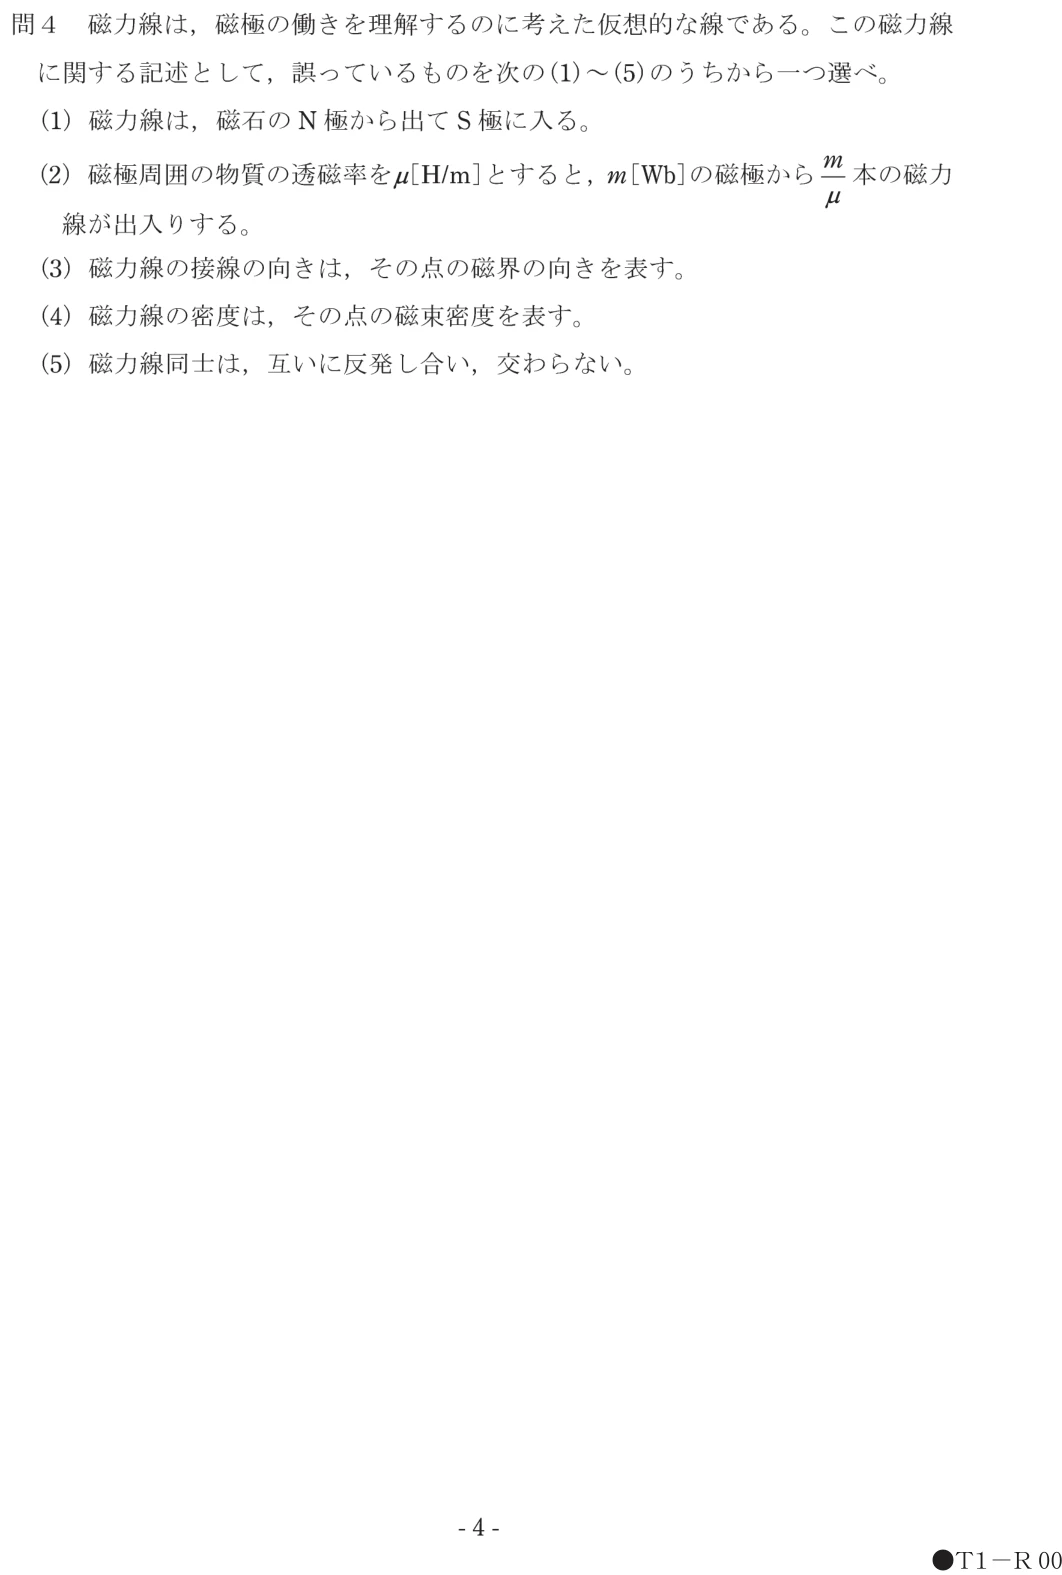 問４　磁力線は，磁極の働きを理解するのに考えた仮想的な線である。この磁力線
に関する記述として，誤っているものを次の(1)～(5)のうちから一つ選べ。
(1) 磁力線は，磁石の N 極から出て S 極に入る。
(2) 磁極周囲の物質の透磁率をμ[H/m]とすると，m[Wb]の磁極から m/μ 本の磁力
線が出入りする。
(3) 磁力線の接線の向きは，その点の磁界の向きを表す。
(4) 磁力線の密度は，その点の磁束密度を表す。
(5) 磁力線同士は，互いに反発し合い，交わらない。
- 4 -
●T1－R 00